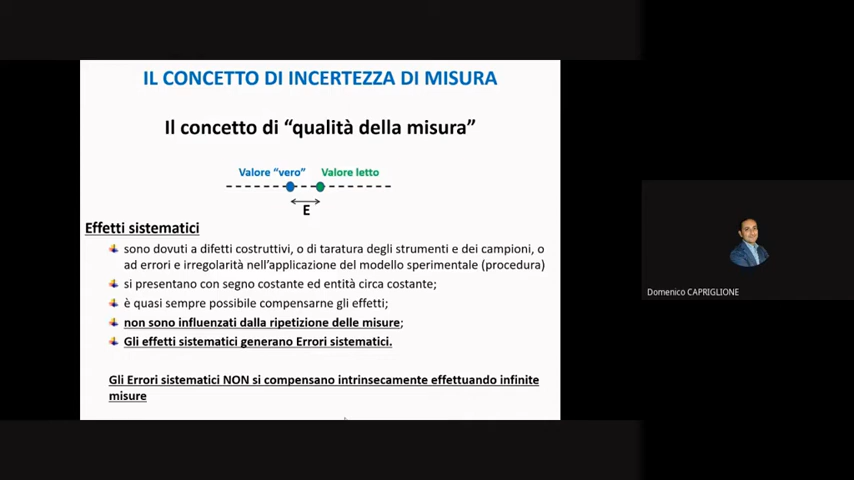 IL CONCETTO DI INCERTEZZA DI MISURA
Il concetto di “qualità della misura”
Valore “vero” Valore letto
E
Effetti sistematici
sono dovuti a difetti costruttivi, o di taratura degli strumenti e dei campioni, o
ad errori e irregolarità nell’applicazione del modello sperimentale (procedura)
si presentano con segno costante ed entità circa costante;
è quasi sempre possibile compensarne gli effetti;
non sono influenzati dalla ripetizione delle misure;
Gli effetti sistematici generano Errori sistematici.
Gli Errori sistematici NON si compensano intrinsecamente effettuando infinite
misure
Domenico CAPRIGLIONE